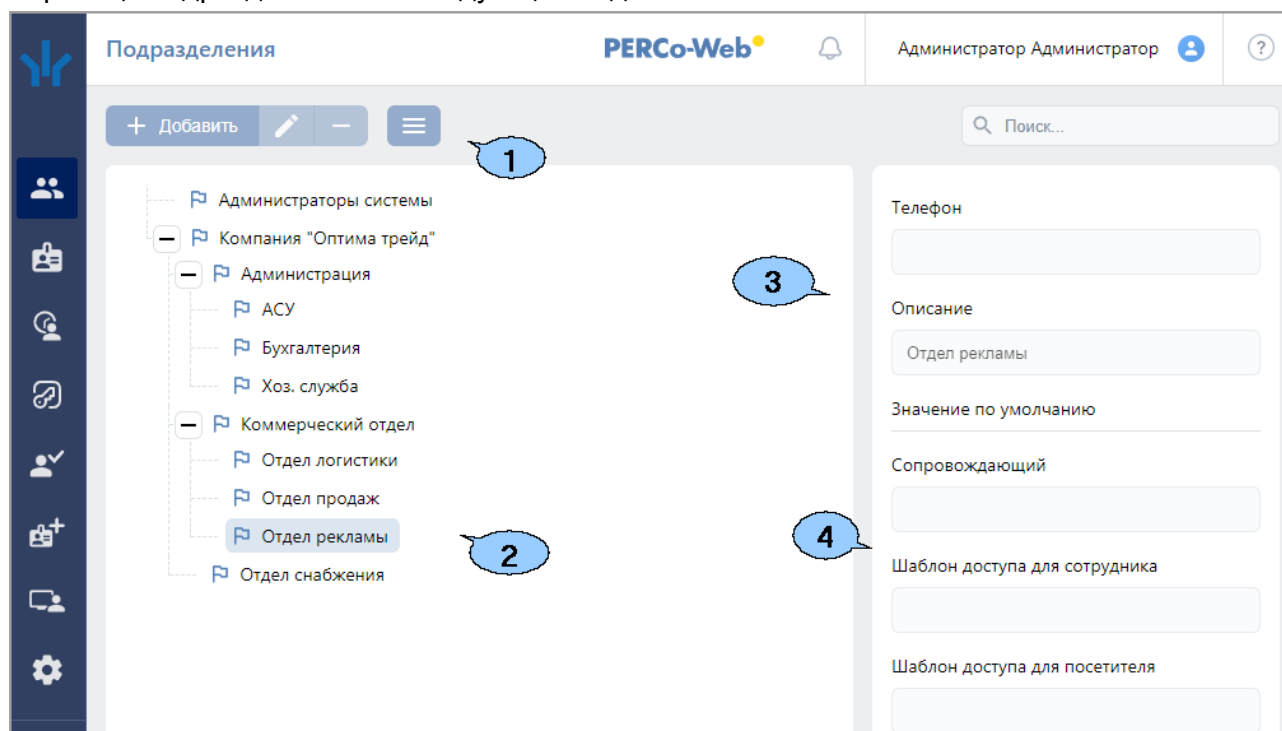 Подразделения
PERCo-Web
Администратор Администратор
?
+ Добавить
Поиск...
1
Администраторы системы
Компания "Оптима трейд"
Администрация
АСУ
Бухгалтерия
Хоз. служба
Коммерческий отдел
Отдел логистики
Отдел продаж
Отдел рекламы
Отдел снабжения
2
3
4
Телефон
Описание
Отдел рекламы
Значение по умолчанию
Сопровождающий
Шаблон доступа для сотрудника
Шаблон доступа для посетителя